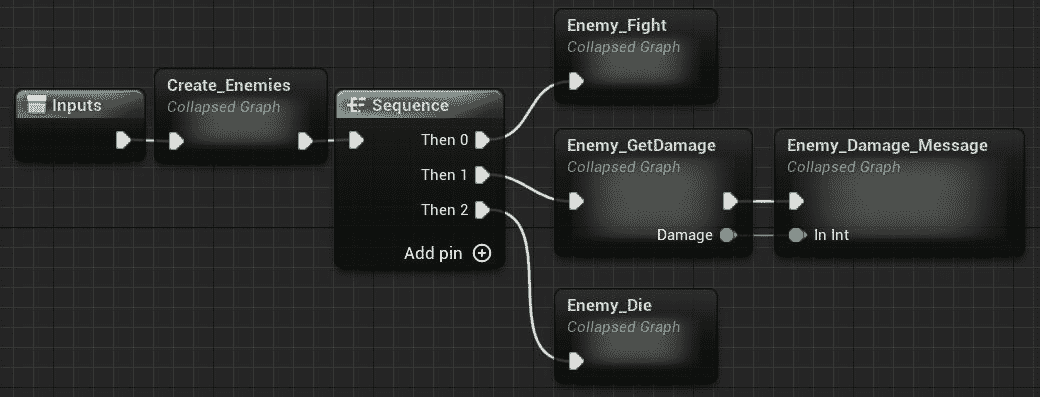 Inputs
Create_Enemies
Collapsed Graph
Sequence
Then 0
Then 1
Then 2
Add pin
Enemy_Fight
Collapsed Graph
Enemy_GetDamage
Collapsed Graph
Damage
Enemy_Damage_Message
Collapsed Graph
In Int
Enemy_Die
Collapsed Graph